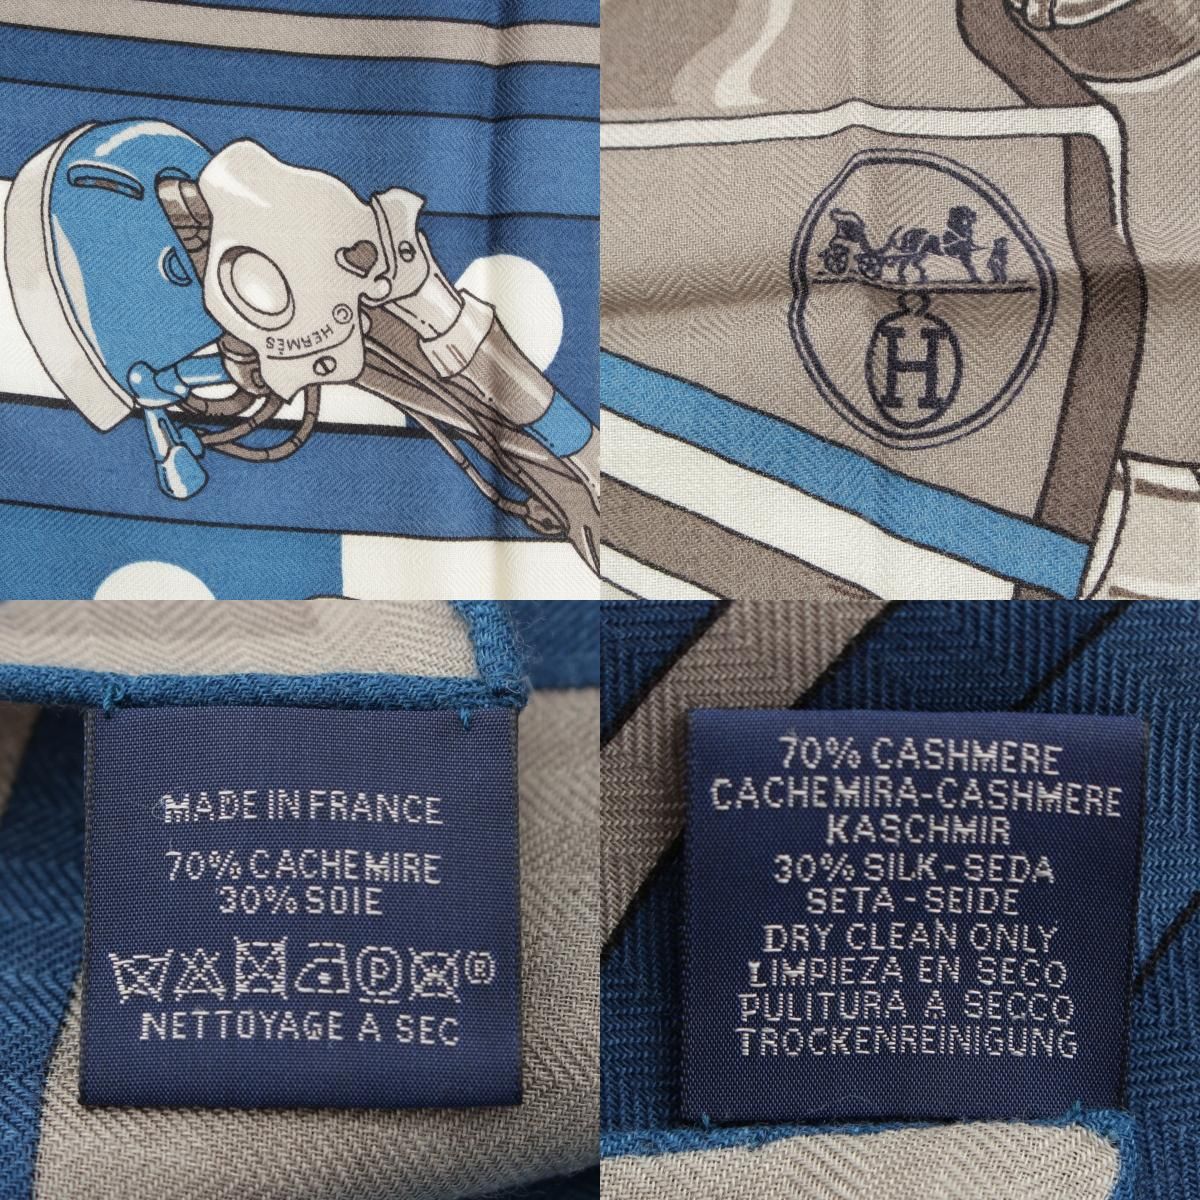 © HERMÈS
H
MADE IN FRANCE
70% CACHEMIRE
30% SOIE
P
®
NETTOYAGE A SEC
70% CASHMERE
CACHEMIRA-CASHMERE
KASCHMIR
30% SILK-SEDA
SETA-SEIDE
DRY CLEAN ONLY
LIMPIEZA EN SECO
PULITURA A SECCO
TROCKENREINIGUNG